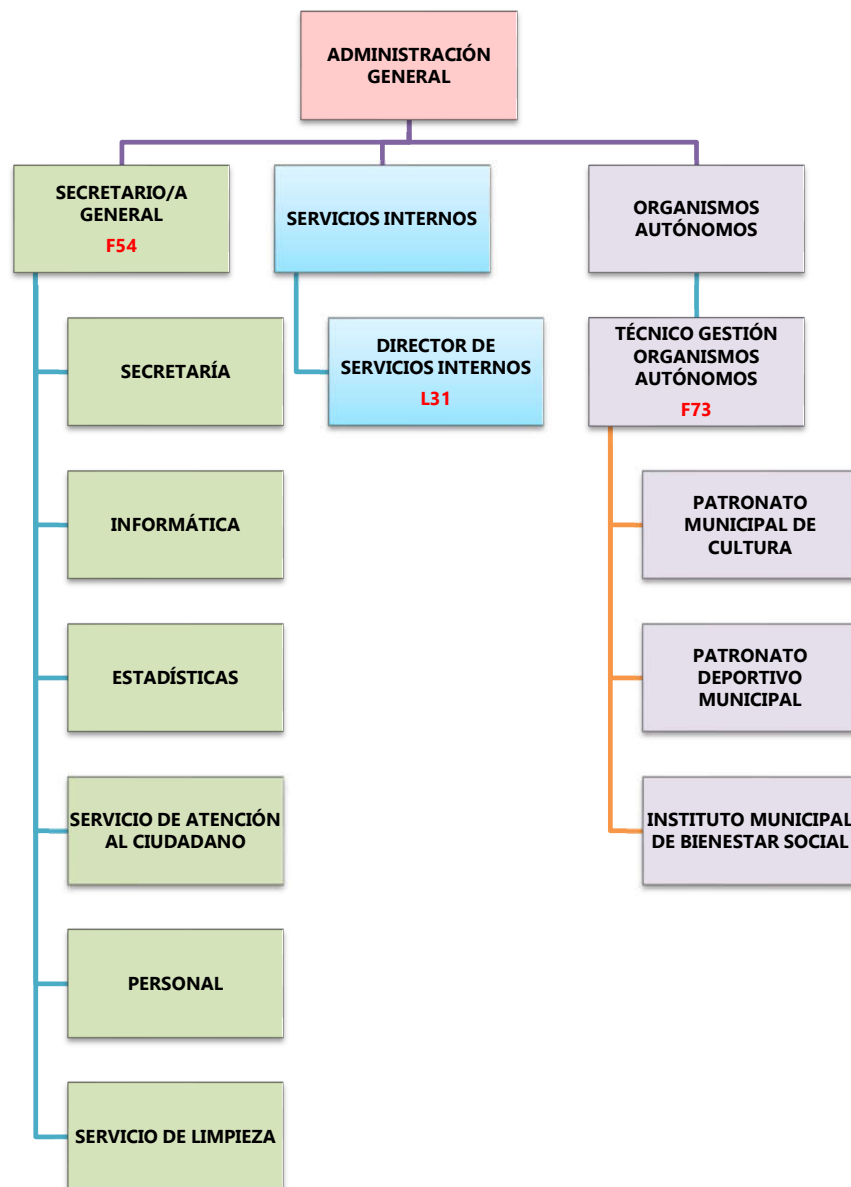 ADMINISTRACIÓN
GENERAL
SECRETARIO/A
GENERAL
F54
SERVICIOS INTERNOS
ORGANISMOS
AUTÓNOMOS
SECRETARÍA
DIRECTOR DE
SERVICIOS INTERNOS
L31
TÉCNICO GESTIÓN
ORGANISMOS
AUTÓNOMOS
F73
INFORMÁTICA
PATRONATO
MUNICIPAL DE
CULTURA
ESTADÍSTICAS
PATRONATO
DEPORTIVO
MUNICIPAL
SERVICIO DE ATENCIÓN
AL CIUDADANO
INSTITUTO MUNICIPAL
DE BIENESTAR SOCIAL
PERSONAL
SERVICIO DE LIMPIEZA